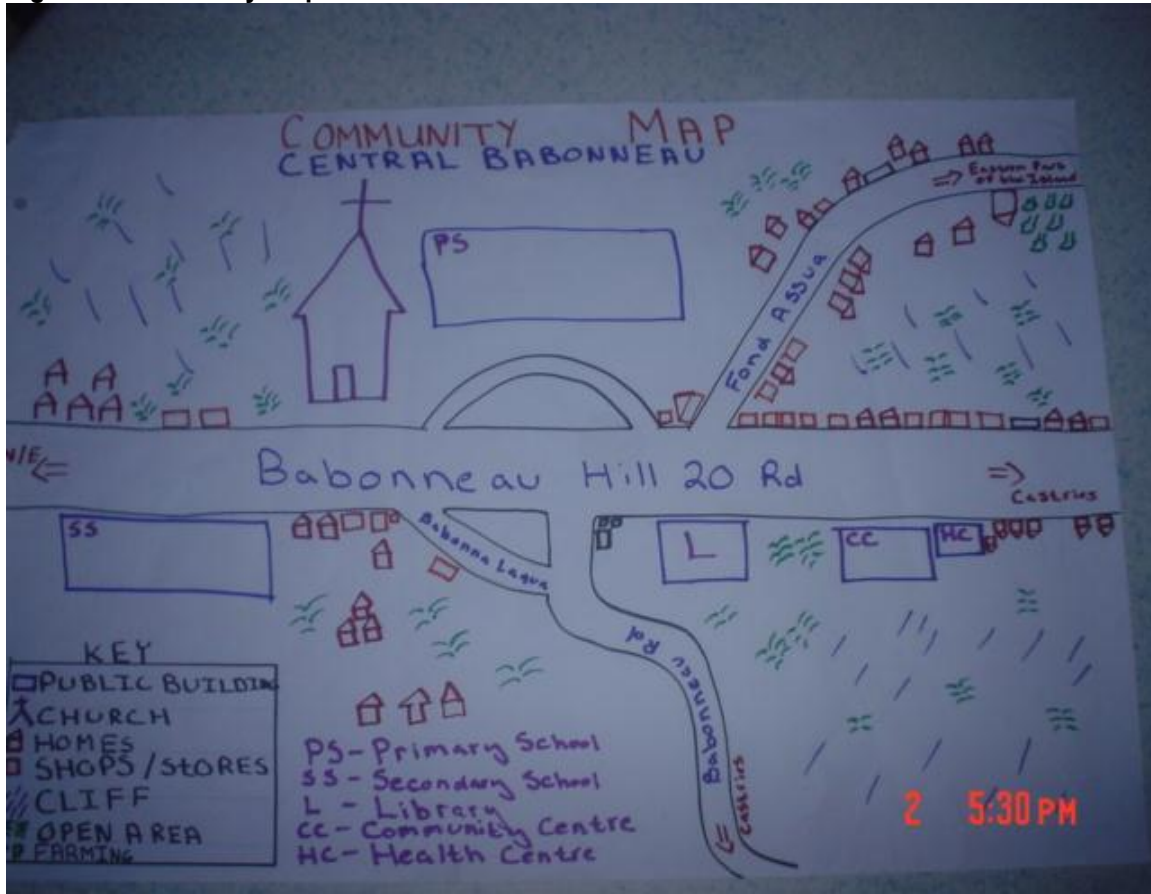 COMMUNITY MAP
CENTRAL BABONNEAU
PS
Eastern Part
of the Island
Fond Assua
Babonneau Hill 20 Rd
Castries
SS
Babonna Laqua
L
CC
HC
Babonneau Rd
Castries
KEY
PUBLIC BUILDING
CHURCH
HOMES
SHOPS/STORES
CLIFF
OPEN AREA
FARMING
PS- Primary School
SS- Secondary School
L - Library
CC- Community Centre
HC- Health Centre
2 5:30 PM